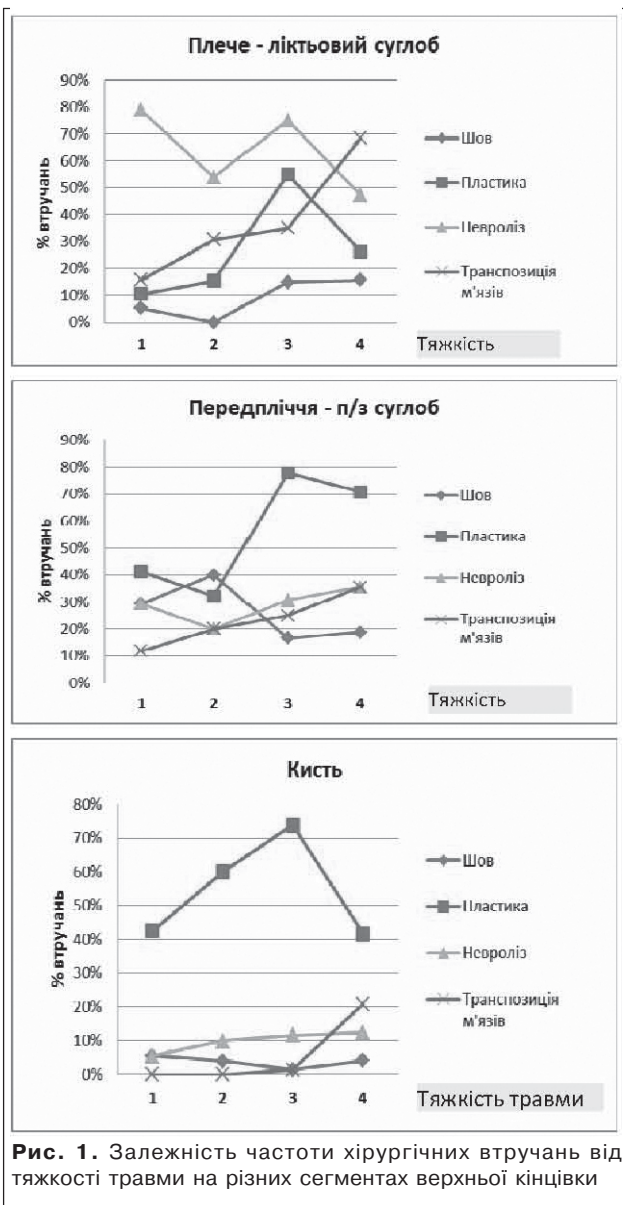 Плече - ліктьовий суглоб
90%
80%
70%
60%
50%
40%
30%
20%
10%
0%
% втручань
1 2 3 4
Шов
Пластика
Невроліз
Транспозиція
м'язів
Тяжкість
Передпліччя - п/з суглоб
90%
80%
70%
60%
50%
40%
30%
20%
10%
0%
% втручань
1 2 3 4
Шов
Пластика
Невроліз
Транспозиція
м'язів
Тяжкість
Кисть
80%
70%
60%
50%
40%
30%
20%
10%
0%
% втручань
1 2 3 4
Шов
Пластика
Невроліз
Транспозиція
м'язів
Тяжкість травми
Рис. 1. Залежність частоти хірургічних втручань від
тяжкості травми на різних сегментах верхньої кінцівки